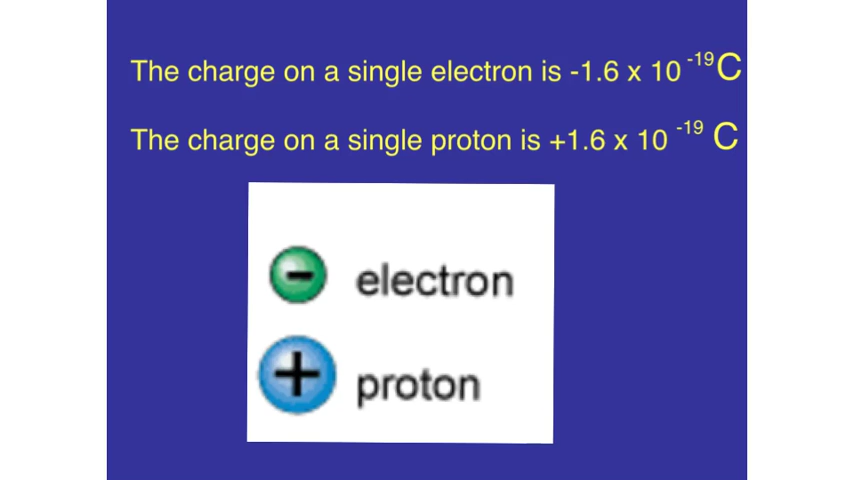 The charge on a single electron is -1.6 x 10 -19 C
The charge on a single proton is +1.6 x 10 -19 C
- electron
+ proton